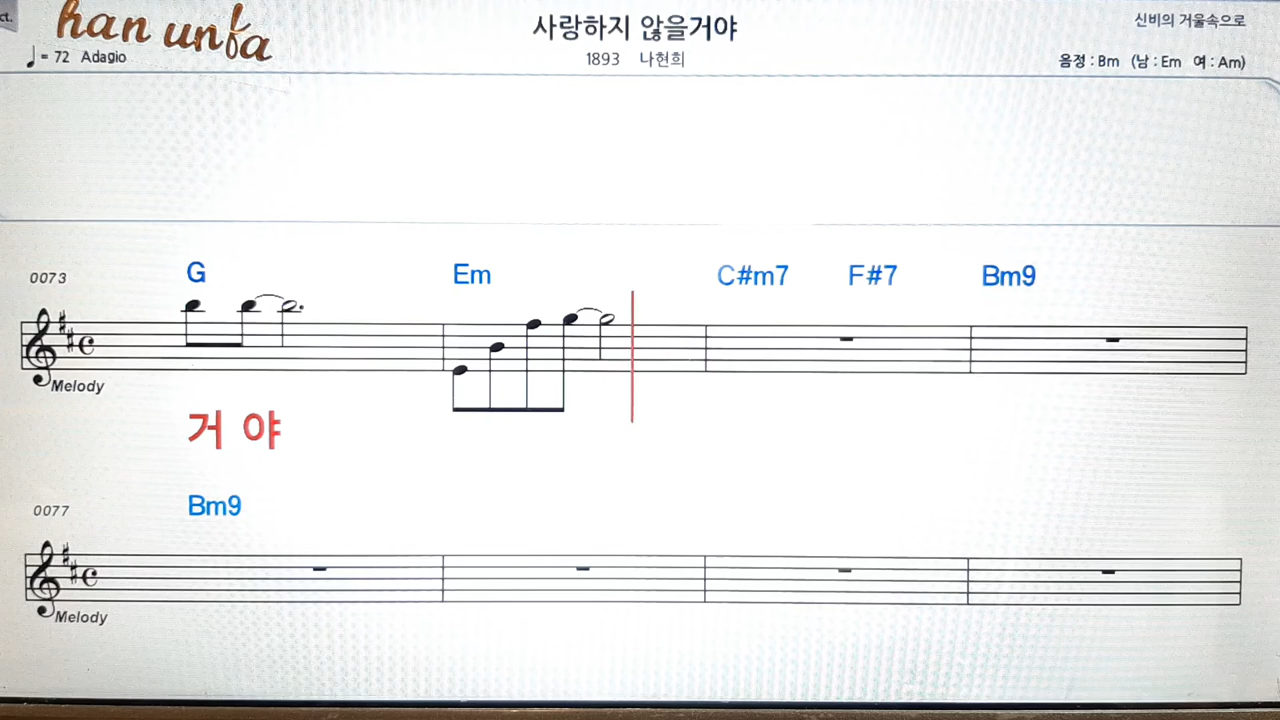 ct.
han unfa
♩ = 72 Adagio
사랑하지 않을거야
1893 나현희
신비의 거울속으로
음정 : Bm (남 : Em 여 : Am)
0073
G Em C#m7 F#7 Bm9
Melody
거 야
0077
Bm9
Melody